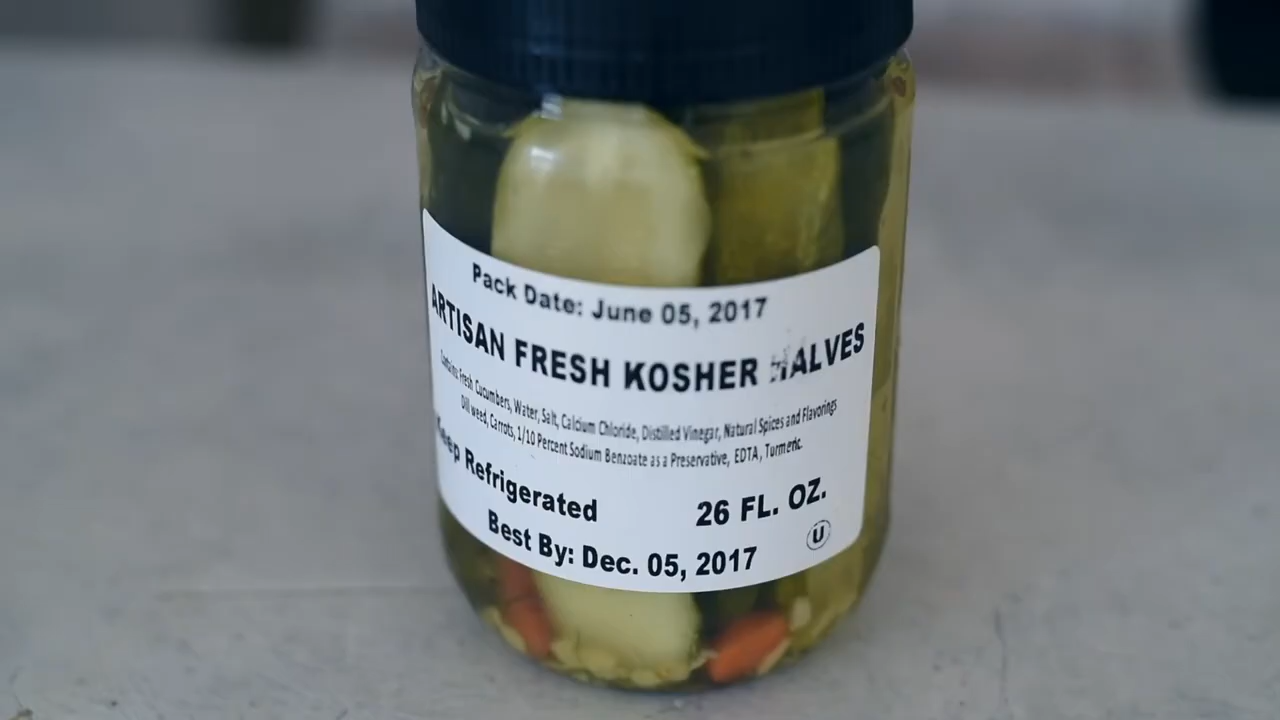 Pack Date: June 05, 2017
ARTISAN FRESH KOSHER HALVES
Contains: Fresh Cucumbers, Water, Salt, Calcium Chloride, Distilled Vinegar, Natural Spices and Flavorings
Dill weed, Carrots, 1/10 Percent Sodium Benzoate as a Preservative, EDTA, Turmeric.
Keep Refrigerated
26 FL. OZ.
Best By: Dec. 05, 2017
U